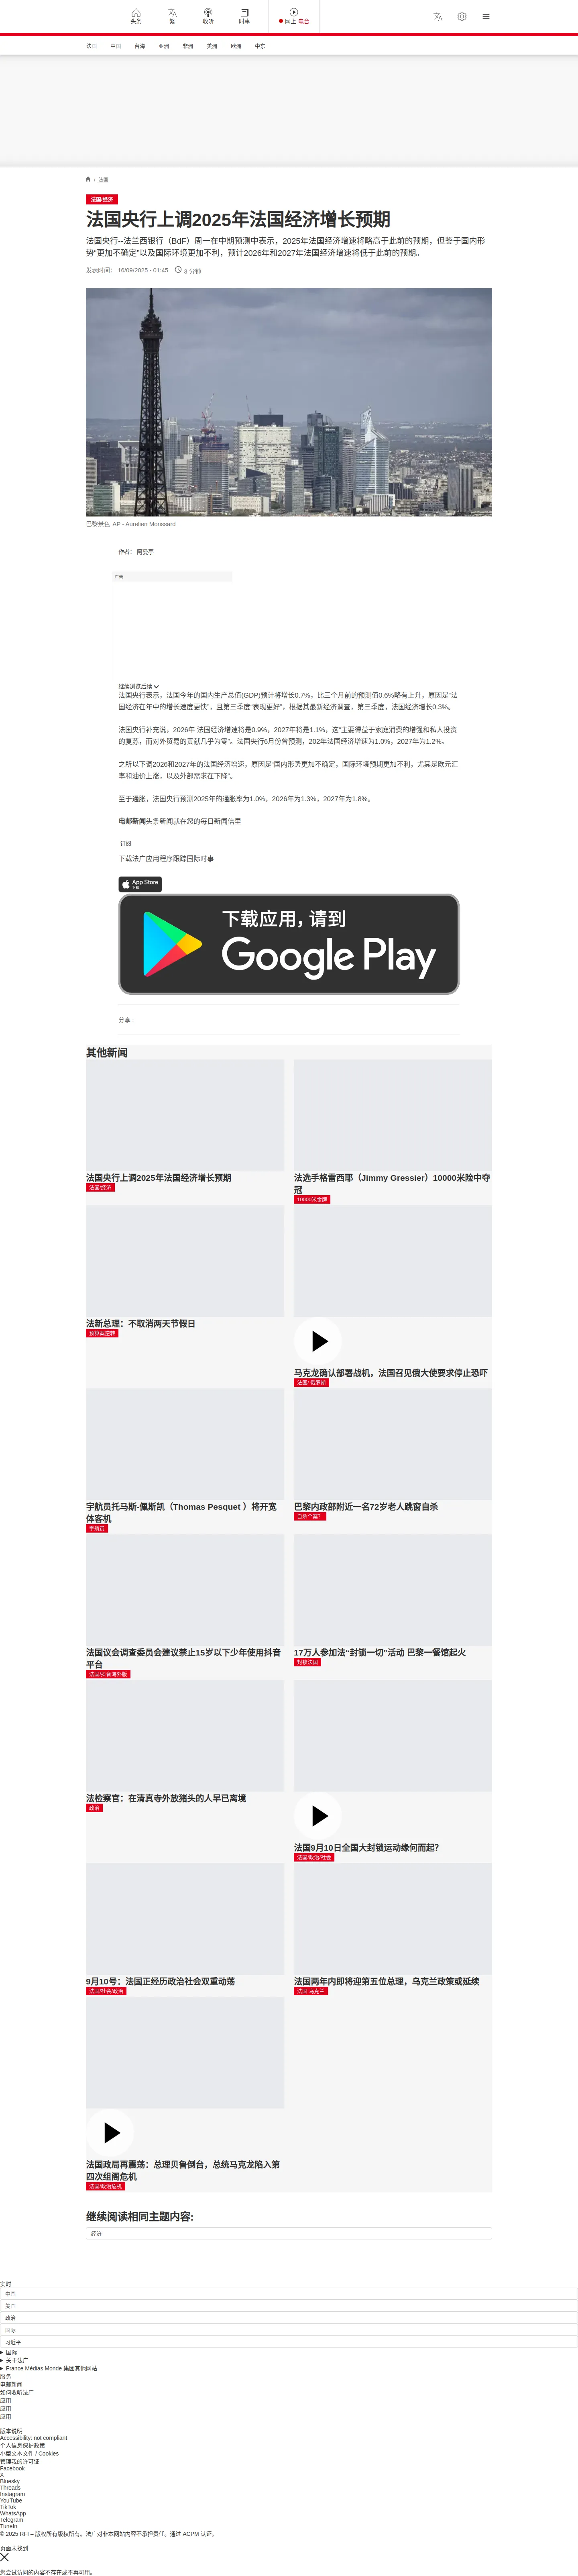 头条
繁
收听
时事
网上 电台
法国
中国
台海
亚洲
非洲
美洲
欧洲
中东
/ 法国
法国/经济
法国央行上调2025年法国经济增长预期
法国央行--法兰西银行（BdF）周一在中期预测中表示，2025年法国经济增速将略高于此前的预期，但鉴于国内形
势“更加不确定”以及国际环境更加不利，预计2026年和2027年法国经济增速将低于此前的预期。
发表时间： 16/09/2025 - 01:45
3 分钟
巴黎景色 AP - Aurelien Morissard
作者： 阿曼亭
广告
继续浏览后续
法国央行表示，法国今年的国内生产总值(GDP)预计将增长0.7%，比三个月前的预测值0.6%略有上升，原因是“法
国经济在年中的增长速度更快”，且第三季度“表现更好”，根据其最新经济调查，第三季度，法国经济增长0.3%。
法国央行补充说，2026年 法国经济增速将是0.9%，2027年将是1.1%，这“主要得益于家庭消费的增强和私人投资
的复苏，而对外贸易的贡献几乎为零”。法国央行6月份曾预测，202年法国经济增速为1.0%，2027年为1.2%。
之所以下调2026和2027年的法国经济增速，原因是“国内形势更加不确定，国际环境预期更加不利，尤其是欧元汇
率和油价上涨，以及外部需求在下降”。
至于通胀，法国央行预测2025年的通胀率为1.0%，2026年为1.3%，2027年为1.8%。
电邮新闻头条新闻就在您的每日新闻信里
订阅
下载法广应用程序跟踪国际时事
App Store
下载
下载应用，请到
Google Play
分享 :
其他新闻
法国央行上调2025年法国经济增长预期
法国/经济
法选手格雷西耶（Jimmy Gressier）10000米险中夺
冠
10000米金牌
法新总理：不取消两天节假日
预算案逆转
马克龙确认部署战机，法国召见俄大使要求停止恐吓
法国/ 俄罗斯
宇航员托马斯-佩斯凯（Thomas Pesquet ）将开宽
体客机
宇航员
巴黎内政部附近一名72岁老人跳窗自杀
自杀个案？
法国议会调查委员会建议禁止15岁以下少年使用抖音
平台
法国/抖音海外版
17万人参加法“封锁一切”活动 巴黎一餐馆起火
封锁法国
法检察官：在清真寺外放猪头的人早已离境
政治
法国9月10日全国大封锁运动缘何而起？
法国/政治/社会
9月10号：法国正经历政治社会双重动荡
法国/社会/政治
法国两年内即将迎第五位总理，乌克兰政策或延续
法国 乌克兰
法国政局再震荡：总理贝鲁倒台，总统马克龙陷入第
四次组阁危机
法国/政治危机
继续阅读相同主题内容:
经济
实时
中国
美国
政治
国际
习近平
国际
关于法广
France Médias Monde 集团其他网站
服务
电邮新闻
如何收听法广
应用
应用
应用
版本说明
Accessibility: not compliant
个人信息保护政策
小型文本文件 / Cookies
管理我的许可证
Facebook
X
Bluesky
Threads
Instagram
YouTube
TikTok
WhatsApp
Telegram
TuneIn
© 2025 RFI – 版权所有版权所有。法广对非本网站内容不承担责任。通过 ACPM 认证。
页面未找到
您尝试访问的内容不存在或不再可用。